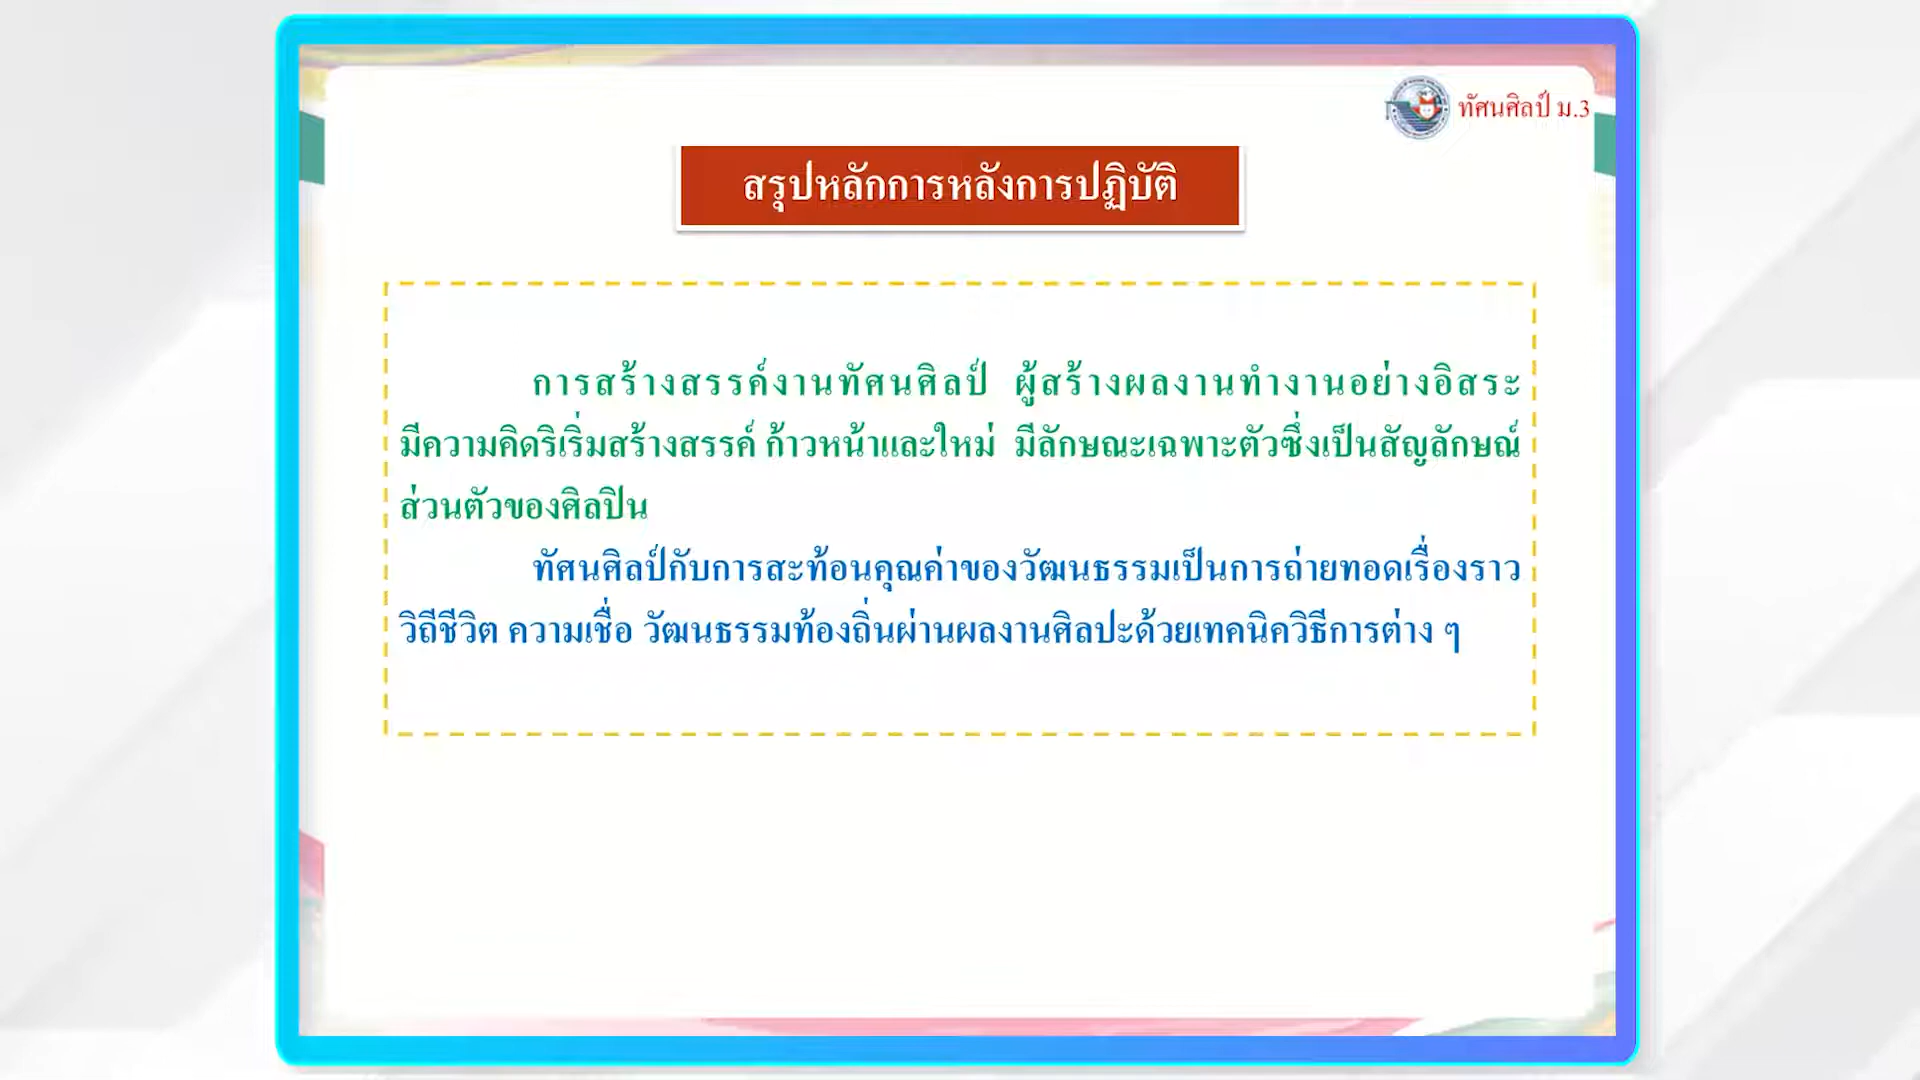 ทัศนศิลป์ ม.3
สรุปหลักการหลังการปฏิบัติ
การสร้างสรรค์งานทัศนศิลป์ ผู้สร้างผลงานทำงานอย่างอิสระ
มีความคิดริเริ่มสร้างสรรค์ ก้าวหน้าและใหม่ มีลักษณะเฉพาะตัวซึ่งเป็นสัญลักษณ์
ส่วนตัวของศิลปิน
ทัศนศิลป์กับการสะท้อนคุณค่าของวัฒนธรรมเป็นการถ่ายทอดเรื่องราว
วิถีชีวิต ความเชื่อ วัฒนธรรมท้องถิ่นผ่านผลงานศิลปะด้วยเทคนิควิธีการต่าง ๆ